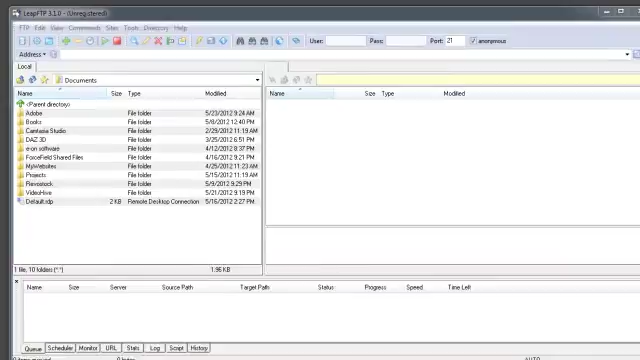 LeapFTP 3.1.0 - (Unregistered)
FTP Edit View Commands Sites Tools Directory Help
User: Pass: Port: 21 anonymous
Address
Local
Documents
Name Size Type Modified
Name Size Type Modified
<Parent directory>
Adobe File folder 5/23/2012 9:24 AM
Books File folder 5/8/2012 12:40 PM
Camtasia Studio File folder 2/29/2012 11:19 AM
DAZ 3D File folder 3/25/2012 6:51 PM
e-on software File folder 4/12/2012 8:37 PM
ForceField Shared Files File folder 4/16/2012 9:21 PM
MyWebsites File folder 4/25/2012 11:23 AM
Projects File folder 5/15/2012 11:19 AM
Revostock File folder 5/9/2012 9:29 PM
VideoHive File folder 5/21/2012 9:19 PM
Default.rdp 2 KB Remote Desktop Connection 5/16/2012 2:27 PM
1 file, 10 folders (*.*) 1.96 KB
Name Size Server Source Path Target Path Status Progress Speed Time Left
Queue Scheduler Monitor URL Stats Log Script History
0 bytes AUTO